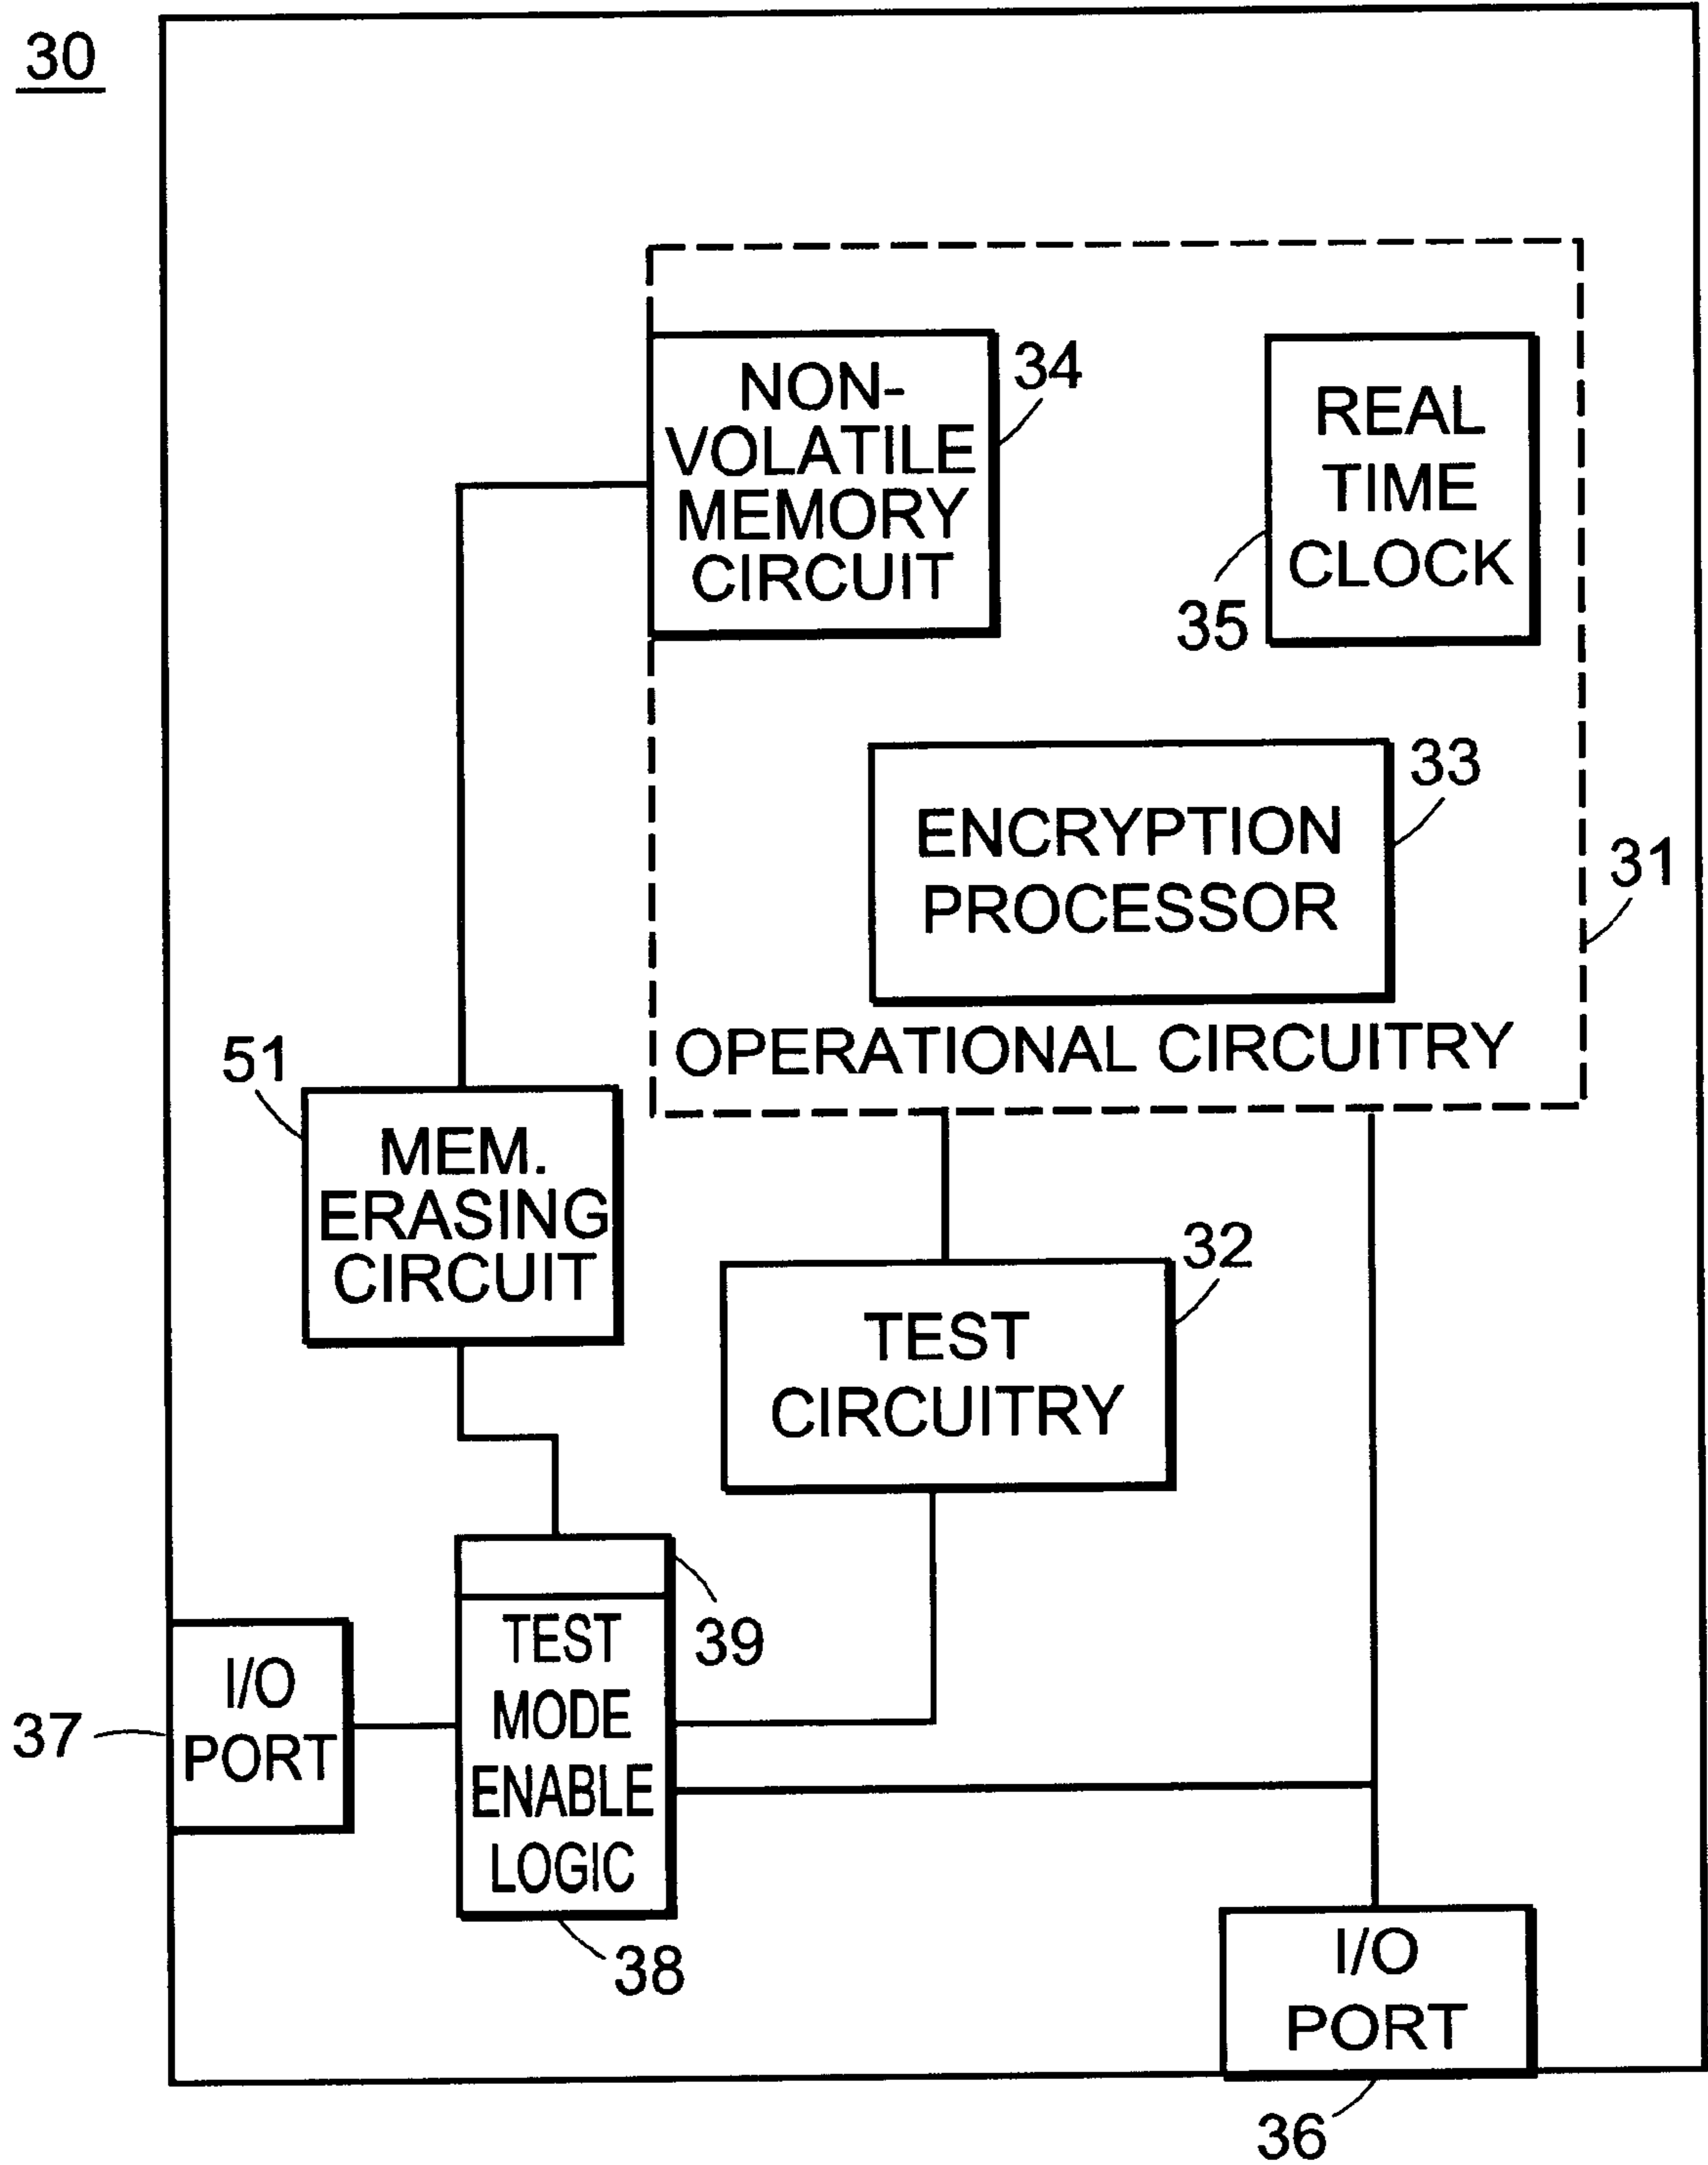 30
NON-
VOLATILE
MEMORY
CIRCUIT
34
REAL
TIME
CLOCK
35
ENCRYPTION
PROCESSOR
33
31
OPERATIONAL CIRCUITRY
51
MEM.
ERASING
CIRCUIT
32
TEST
CIRCUITRY
39
TEST
MODE
ENABLE
LOGIC
38
I/O
PORT
37
I/O
PORT
36